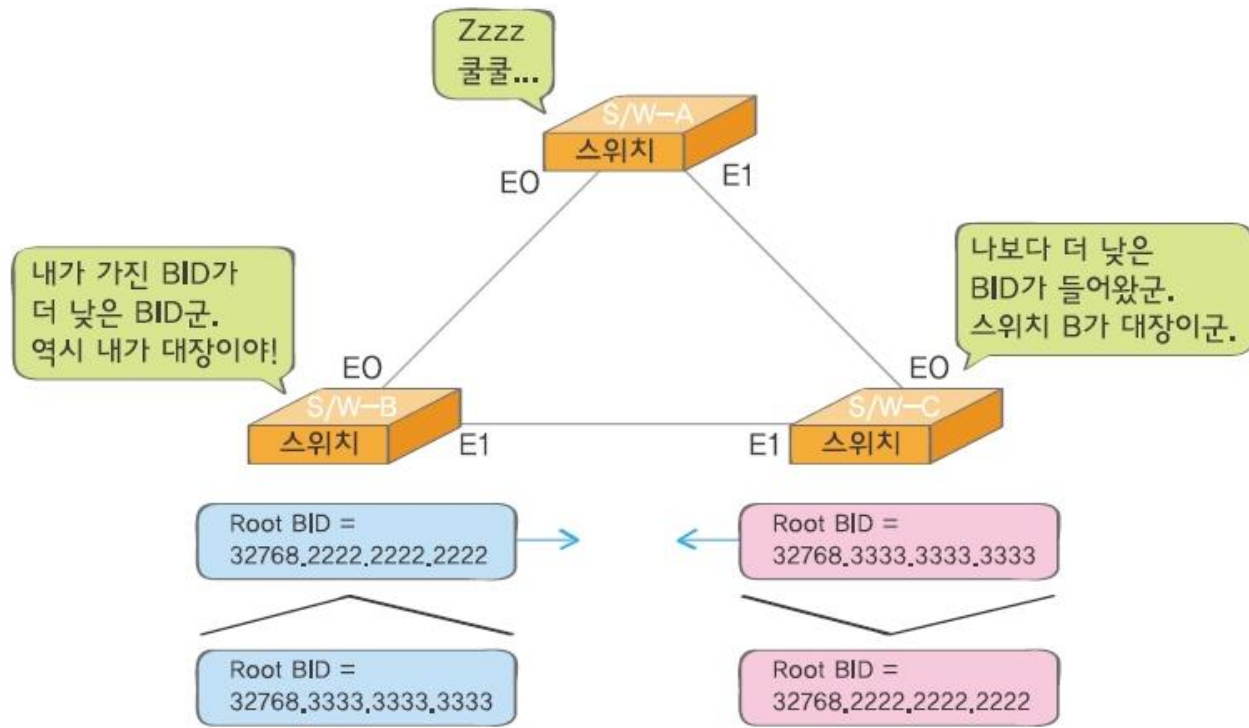 Zzzz
쿨쿨...
S/W-A
스위치
E0
E1
내가 가진 BID가
더 낮은 BID군.
역시 내가 대장이야!
나보다 더 낮은
BID가 들어왔군.
스위치 B가 대장이군.
E0
S/W-B
스위치
E1
E0
S/W-C
스위치
E1
Root BID =
32768.2222.2222.2222
Root BID =
32768.3333.3333.3333
Root BID =
32768.3333.3333.3333
Root BID =
32768.2222.2222.2222